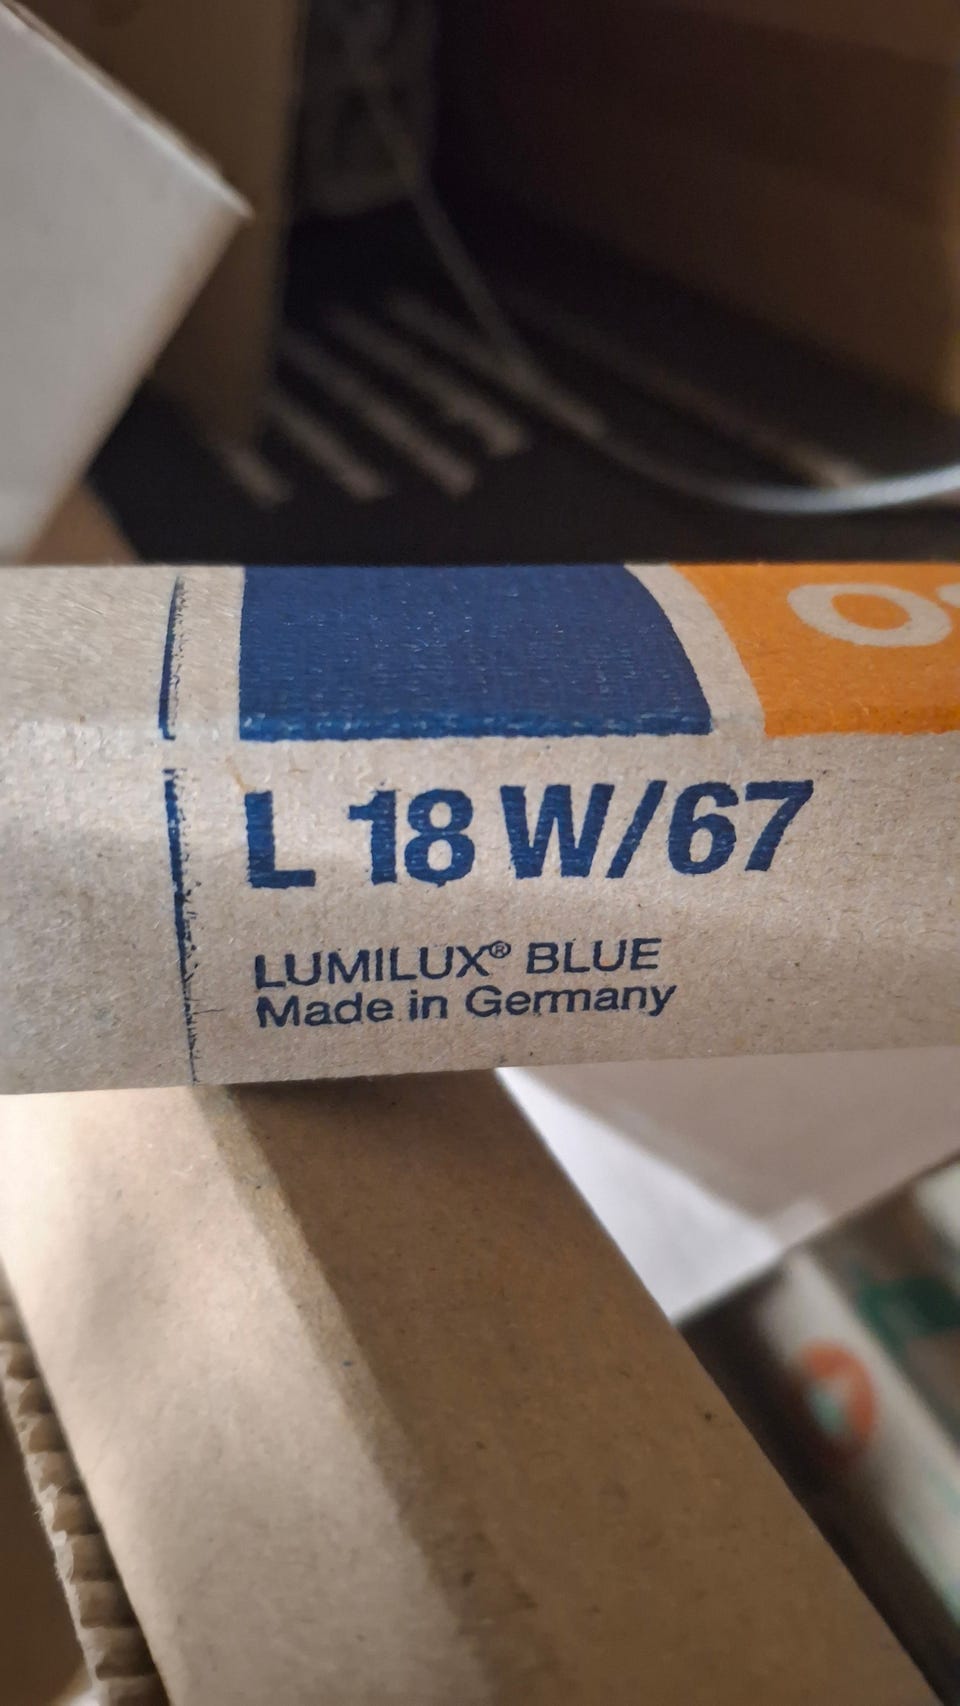 L 18 W/67
LUMILUX® BLUE
Made in Germany